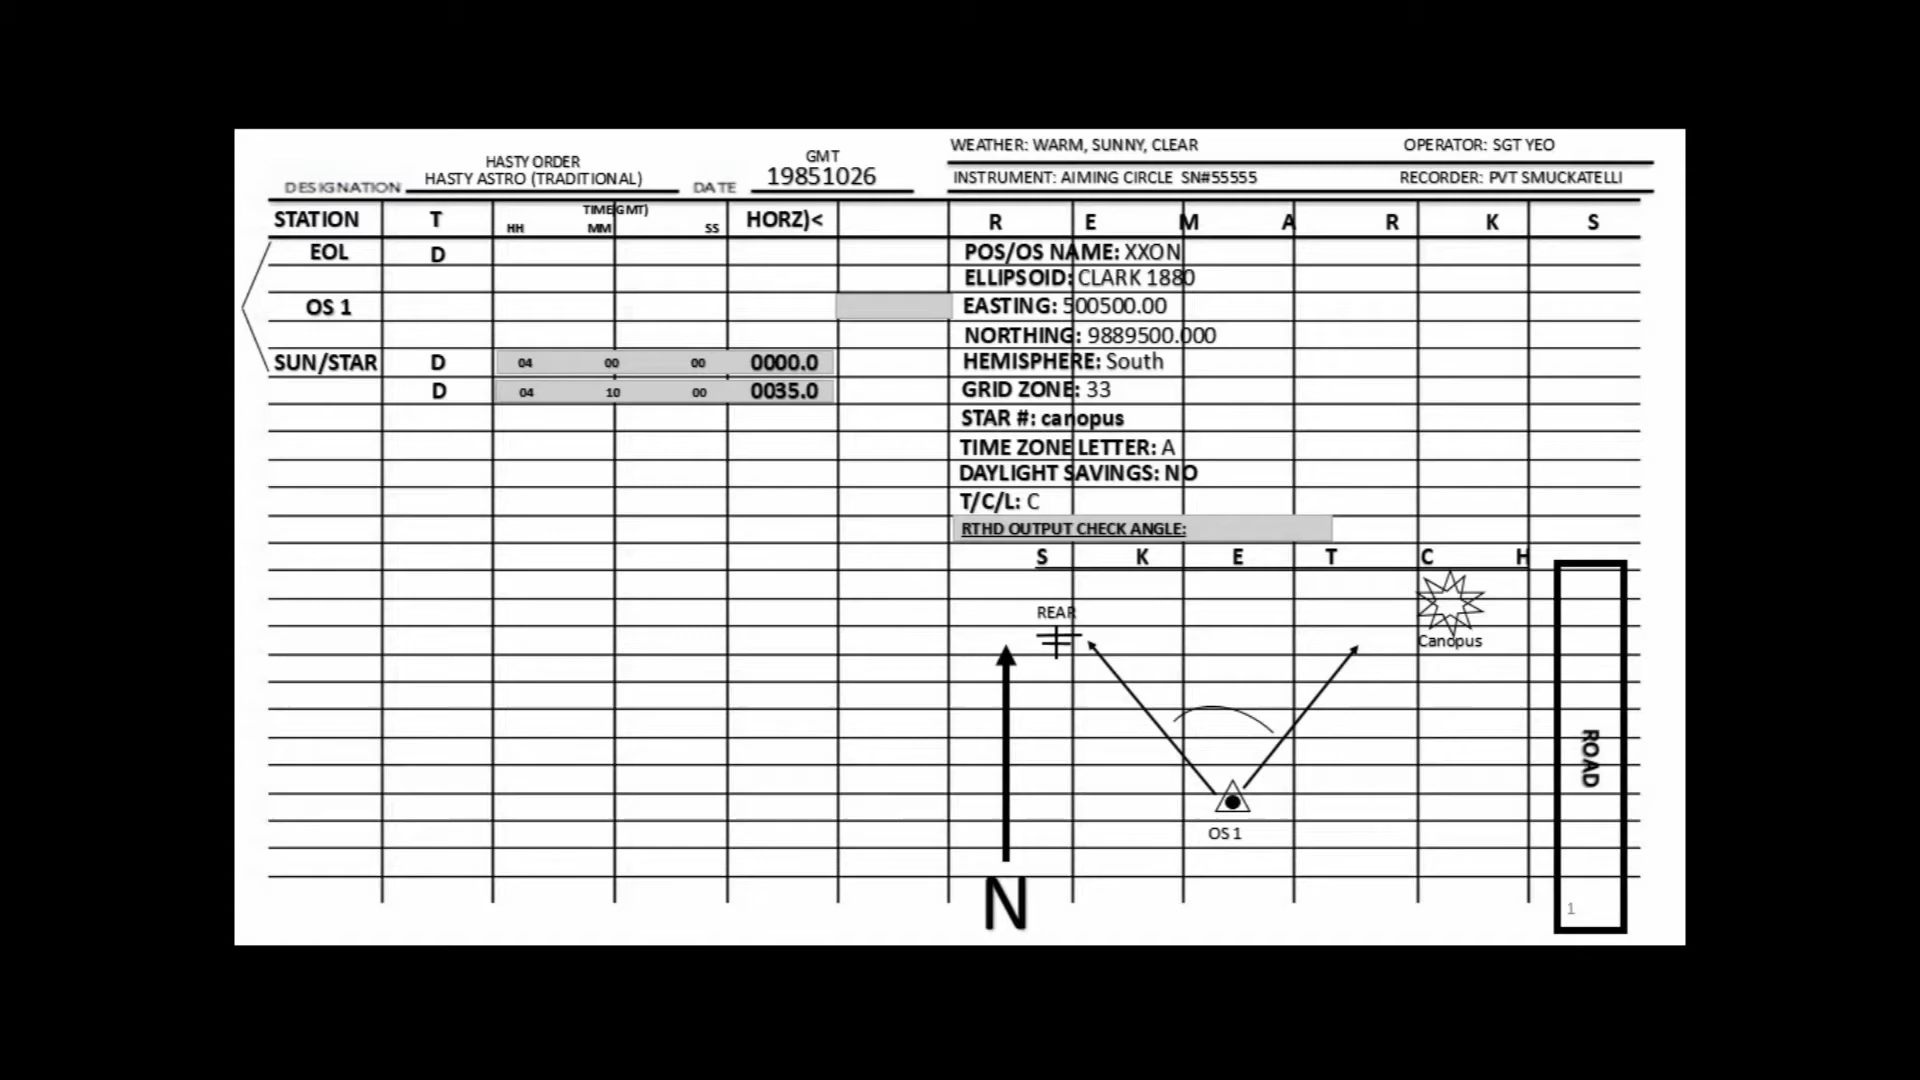 WEATHER: WARM, SUNNY, CLEAR OPERATOR: SGT YEO
HASTY ORDER GMT
DESIGNATION HASTY ASTRO (TRADITIONAL) DATE 19851026 INSTRUMENT: AIMING CIRCLE SN#55555 RECORDER: PVT SMUCKATELLI
STATION T TIME(GMT) HORZ)< R E M A R K S
HH MM SS
EOL D POS/OS NAME: XXON
ELLIPSOID: CLARK 1880
OS 1 EASTING: 500500.00
NORTHING: 9889500.000
SUN/STAR D 04 00 00 0000.0 HEMISPHERE: South
D 04 10 00 0035.0 GRID ZONE: 33
STAR #: canopus
TIME ZONE LETTER: A
DAYLIGHT SAVINGS: NO
T/C/L: C
RTHD OUTPUT CHECK ANGLE:
S K E T C H
REAR
Canopus
ROAD
OS 1
N
1